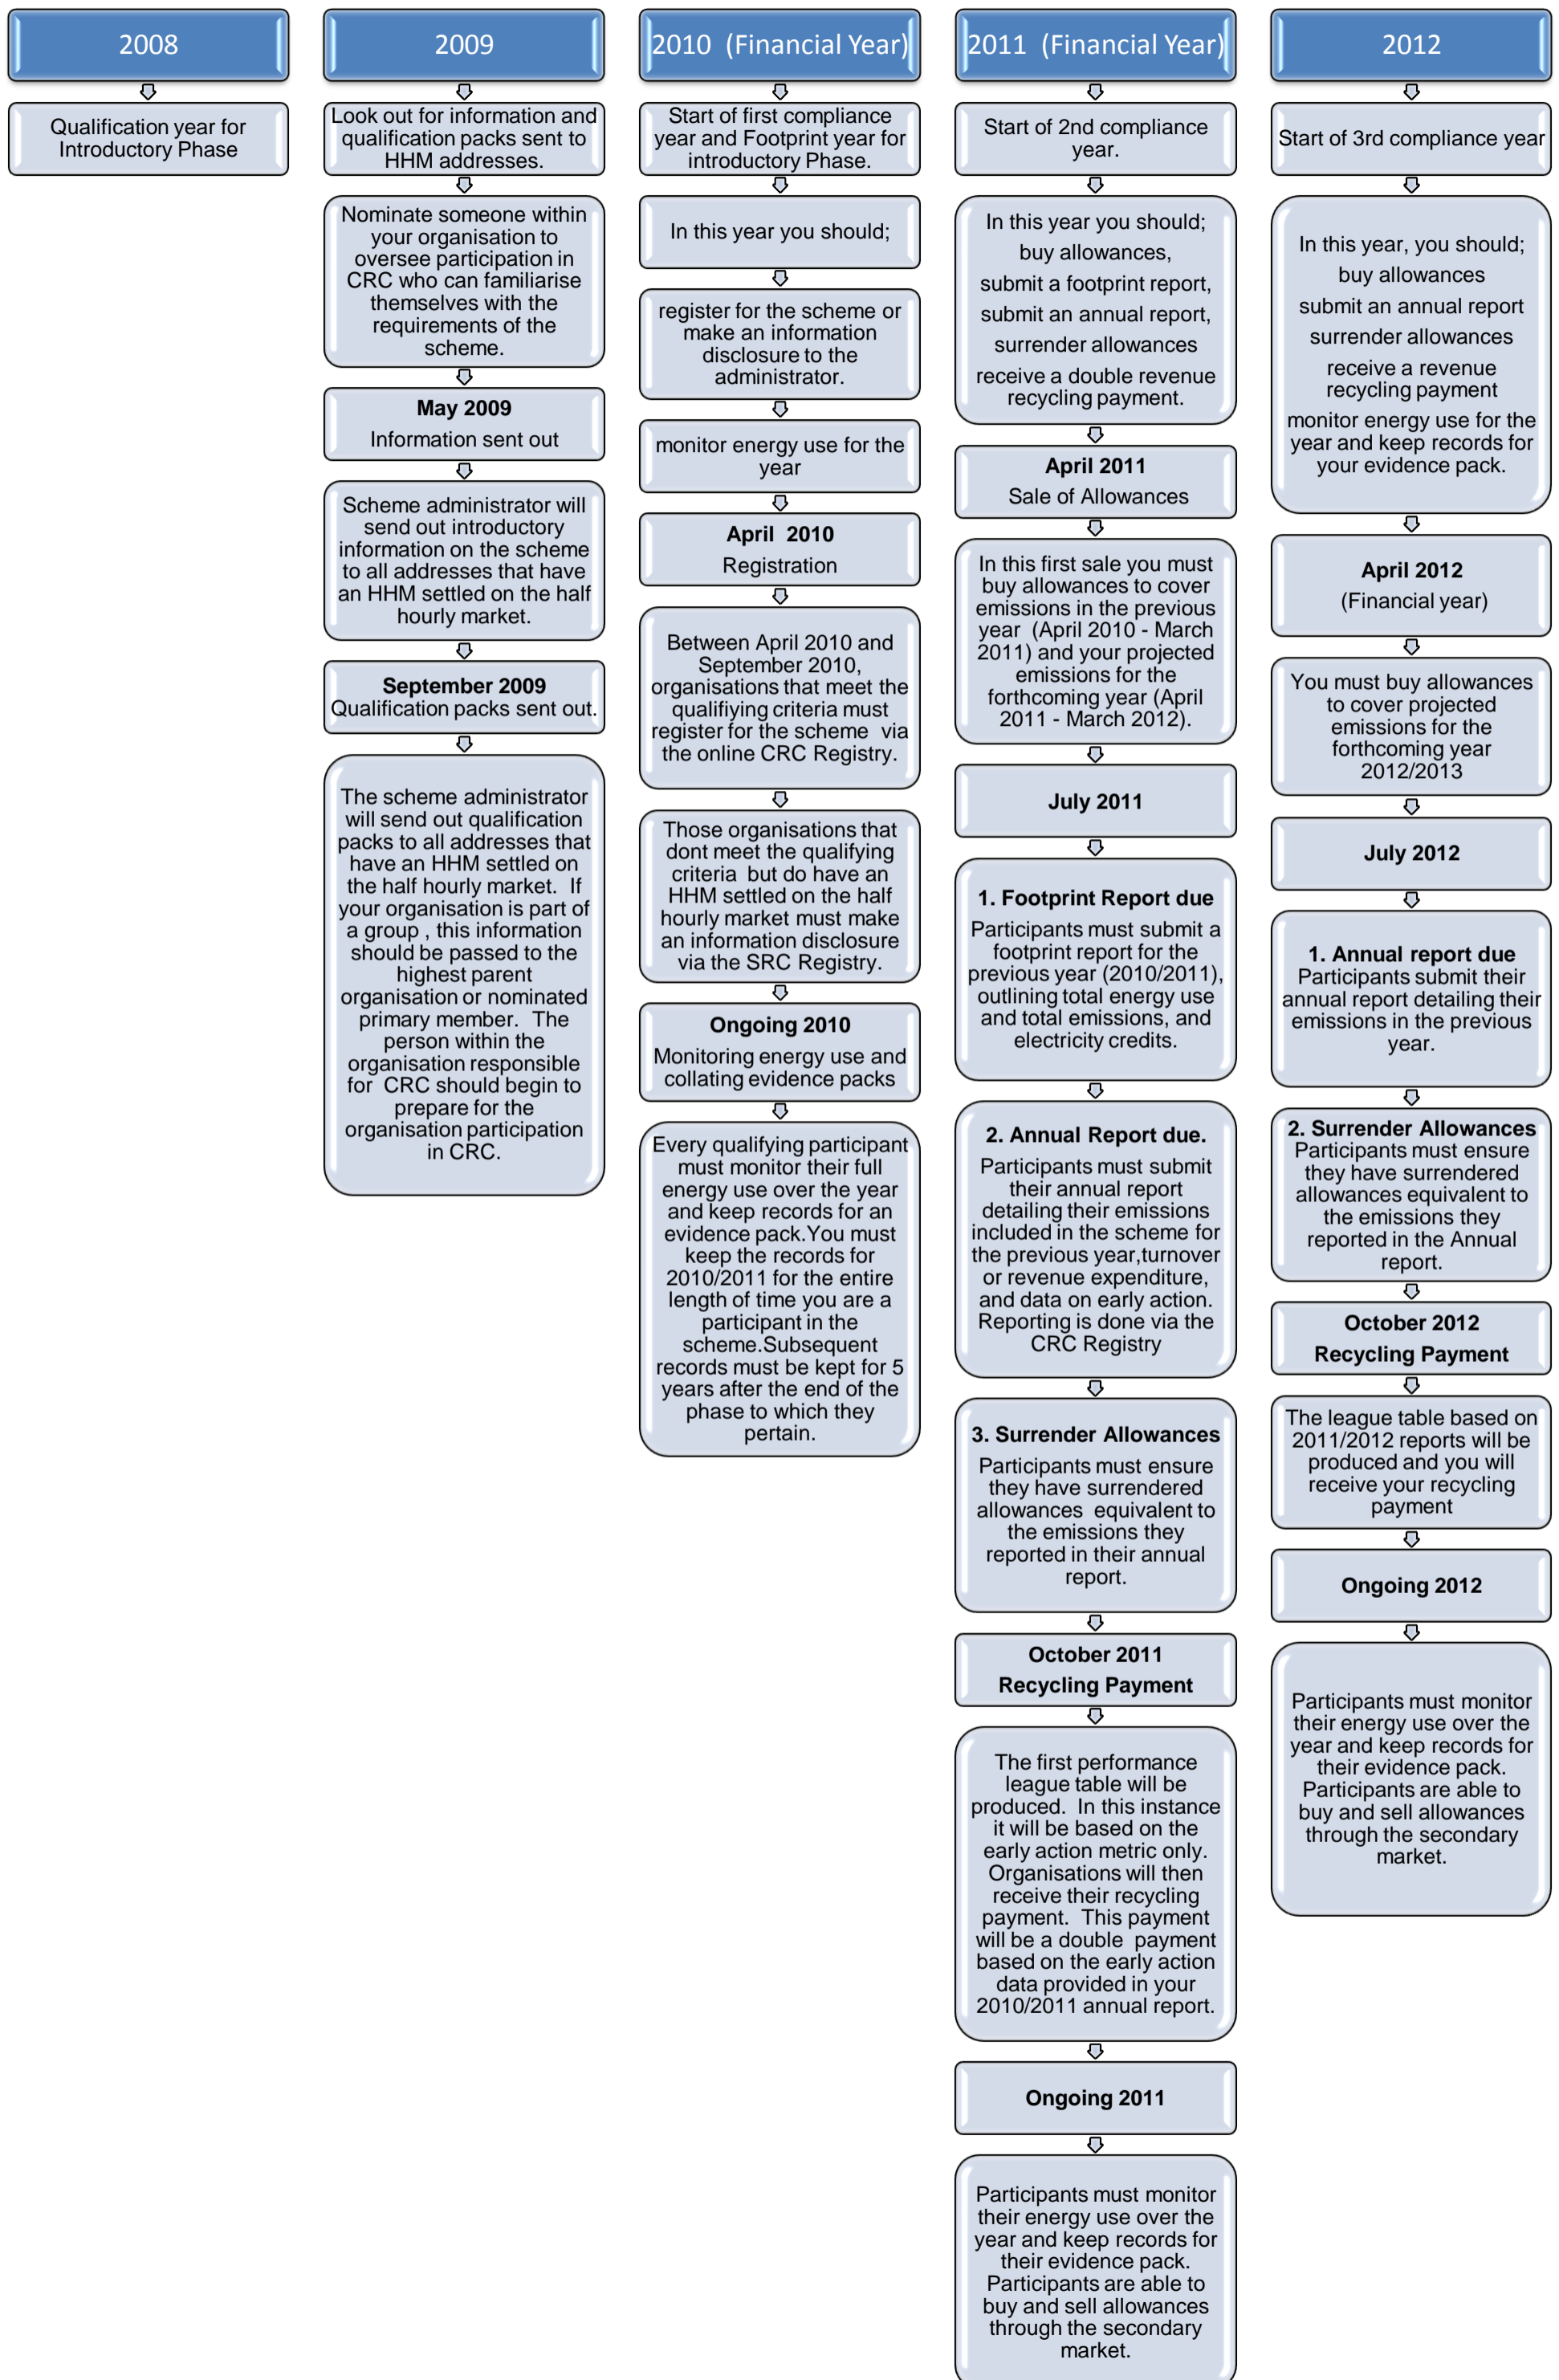 2008
Qualification year for
Introductory Phase
2009
Look out for information and
qualification packs sent to
HHM addresses.
Nominate someone within
your organisation to
oversee participation in
CRC who can familiarise
themselves with the
requirements of the
scheme.
May 2009
Information sent out
Scheme administrator will
send out introductory
information on the scheme
to all addresses that have
an HHM settled on the half
hourly market.
September 2009
Qualification packs sent out.
The scheme administrator
will send out qualification
packs to all addresses that
have an HHM settled on
the half hourly market.  If
your organisation is part of
a group , this information
should be passed to the
highest parent
organisation or nominated
primary member.  The
person within the
organisation responsible
for  CRC should begin to
prepare for the
organisation participation
in CRC.
2010  (Financial Year)
Start of first compliance
year and Footprint year for
introductory Phase.
In this year you should;
register for the scheme or
make an information
disclosure to the
administrator.
monitor energy use for the
year
April  2010
Registration
Between April 2010 and
September 2010,
organisations that meet the
qualifiying criteria must
register for the scheme  via
the online CRC Registry.
Those organisations that
dont meet the qualifying
criteria  but do have an
HHM settled on the half
hourly market must make
an information disclosure
via the SRC Registry.
Ongoing 2010
Monitoring energy use and
collating evidence packs
Every qualifying participant
must monitor their full
energy use over the year
and keep records for an
evidence pack.You must
keep the records for
2010/2011 for the entire
length of time you are a
participant in the
scheme.Subsequent
records must be kept for 5
years after the end of the
phase to which they
pertain.
2011  (Financial Year)
Start of 2nd compliance
year.
In this year you should;
buy allowances,
submit a footprint report,
submit an annual report,
surrender allowances
receive a double revenue
recycling payment.
April 2011
Sale of Allowances
In this first sale you must
buy allowances to cover
emissions in the previous
year  (April 2010 - March
2011) and your projected
emissions for the
forthcoming year (April
2011 - March 2012).
July 2011
1. Footprint Report due
Participants must submit a
footprint report for the
previous year (2010/2011),
outlining total energy use
and total emissions, and
electricity credits.
2. Annual Report due.
Participants must submit
their annual report
detailing their emissions
included in the scheme for
the previous year,turnover
or revenue expenditure,
and data on early action.
Reporting is done via the
CRC Registry
3. Surrender Allowances
Participants must ensure
they have surrendered
allowances  equivalent to
the emissions they
reported in their annual
report.
October 2011
Recycling Payment
The first performance
league table will be
produced.  In this instance
it will be based on the
early action metric only.
Organisations will then
receive their recycling
payment.  This payment
will be a double  payment
based on the early action
data provided in your
2010/2011 annual report.
Ongoing 2011
Participants must monitor
their energy use over the
year and keep records for
their evidence pack.
Participants are able to
buy and sell allowances
through the secondary
market.
2012
Start of 3rd compliance year
In this year, you should;
buy allowances
submit an annual report
surrender allowances
receive a revenue
recycling payment
monitor energy use for the
year and keep records for
your evidence pack.
April 2012
(Financial year)
You must buy allowances
to cover projected
emissions for the
forthcoming year
2012/2013
July 2012
1. Annual report due
Participants submit their
annual report detailing their
emissions in the previous
year.
2. Surrender Allowances
Participants must ensure
they have surrendered
allowances equivalent to
the emissions they
reported in the Annual
report.
October 2012
Recycling Payment
The league table based on
2011/2012 reports will be
produced and you will
receive your recycling
payment
Ongoing 2012
Participants must monitor
their energy use over the
year and keep records for
their evidence pack.
Participants are able to
buy and sell allowances
through the secondary
market.